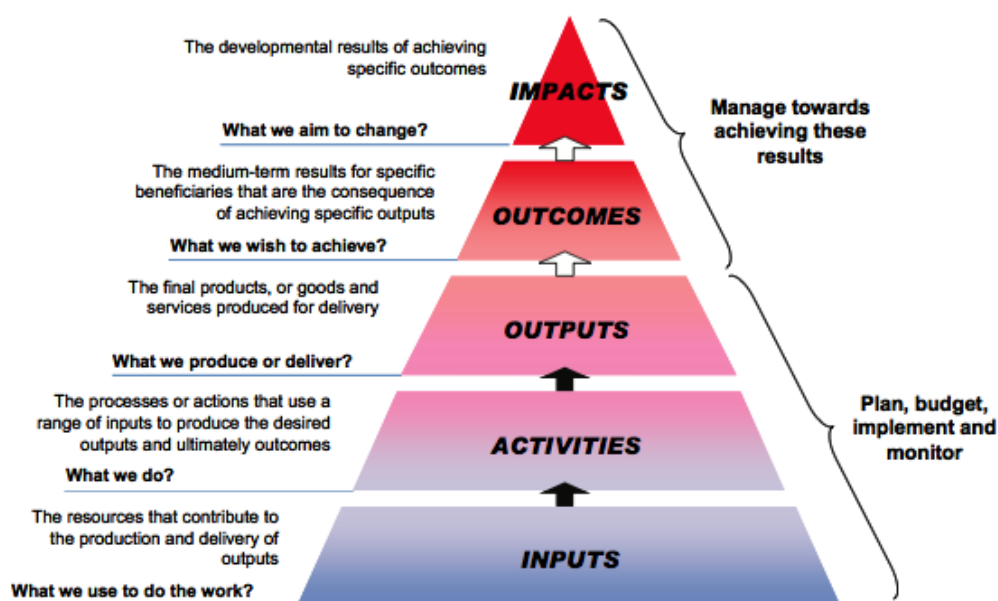 The developmental results of achieving
specific outcomes
IMPACTS
What we aim to change?
Manage towards
achieving these
results
The medium-term results for specific
beneficiaries that are the consequence
of achieving specific outputs
OUTCOMES
What we wish to achieve?
The final products, or goods and
services produced for delivery
OUTPUTS
What we produce or deliver?
The processes or actions that use a
range of inputs to produce the desired
outputs and ultimately outcomes
ACTIVITIES
What we do?
Plan, budget,
implement and
monitor
The resources that contribute to
the production and delivery of
outputs
INPUTS
What we use to do the work?